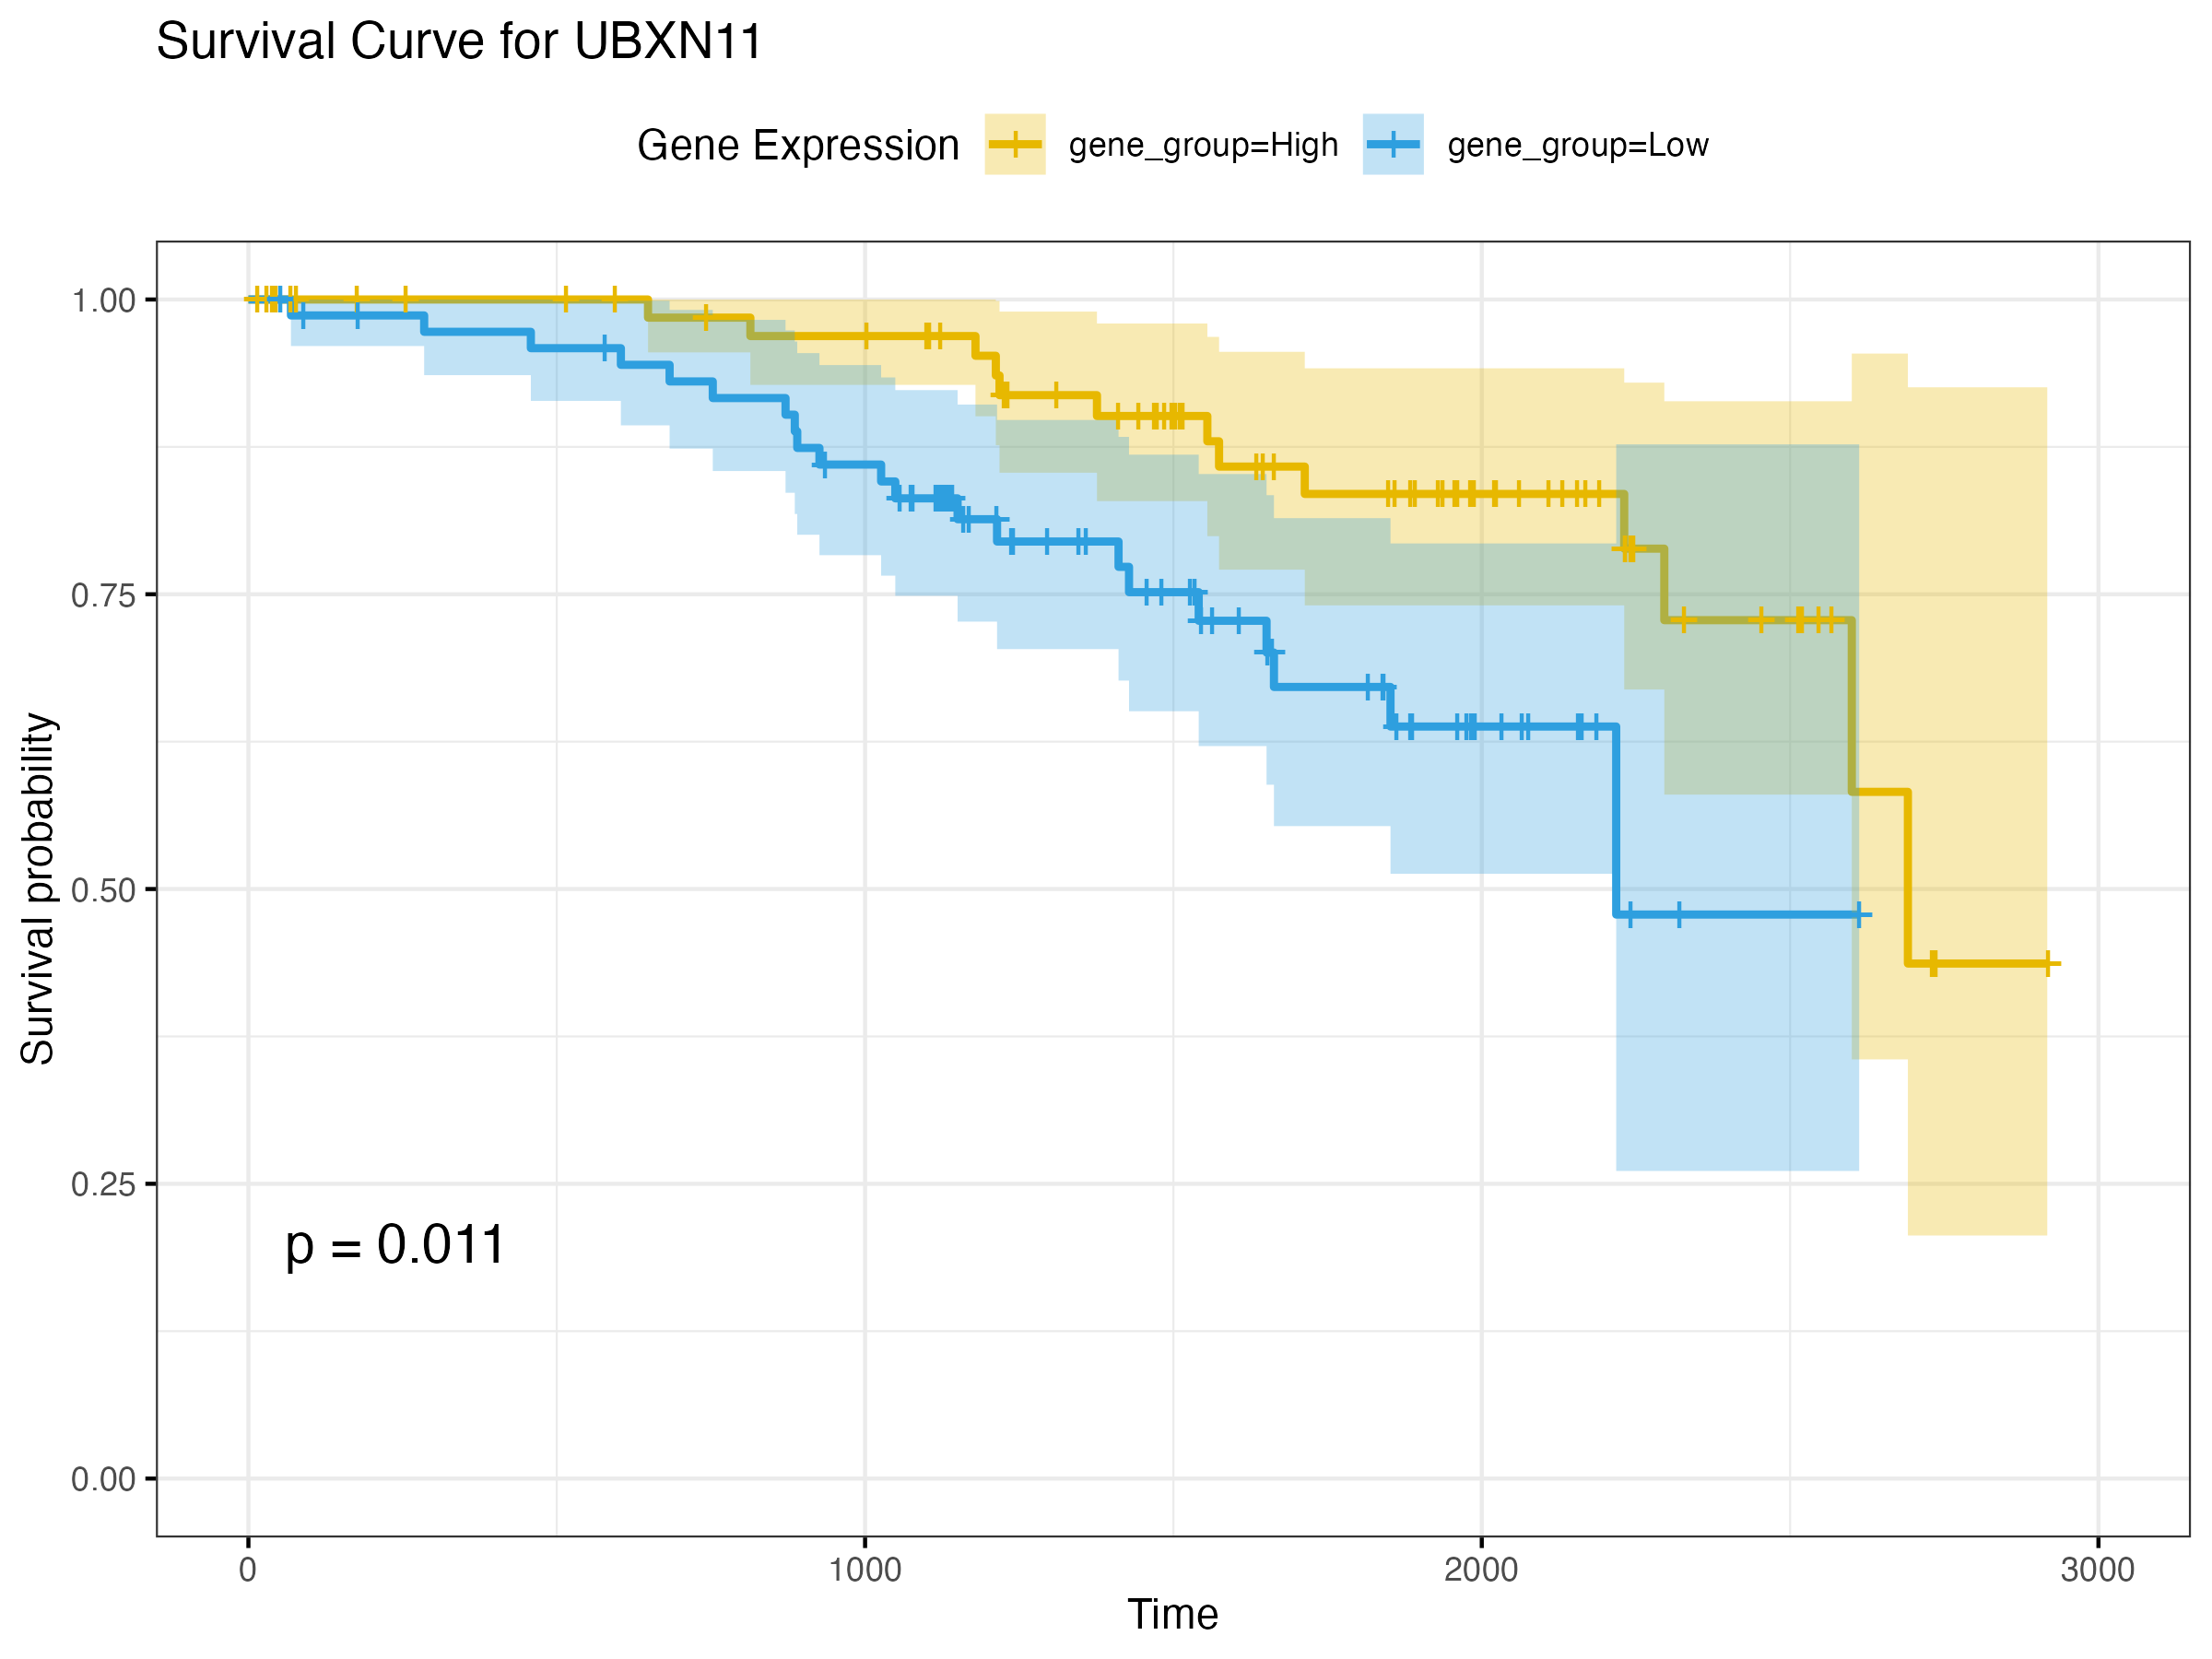 Survival Curve for UBXN11
Gene Expression gene_group=High gene_group=Low
Survival probability
1.00
0.75
0.50
0.25
0.00
p = 0.011
0 1000 2000 3000
Time